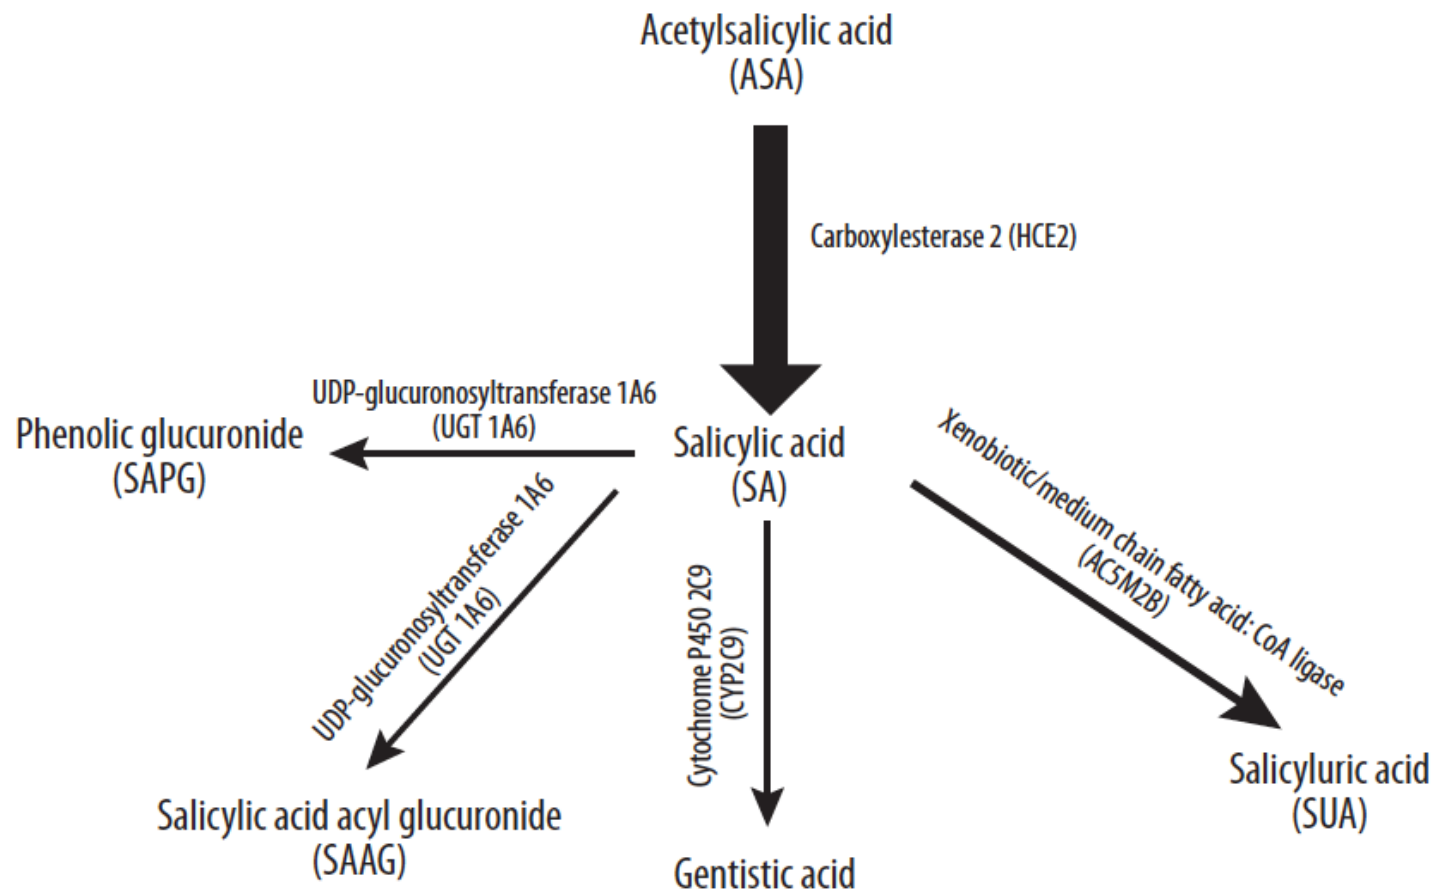 Acetylsalicylic acid
(ASA)
Carboxylesterase 2 (HCE2)
UDP-glucuronosyltransferase 1A6
(UGT 1A6)
Phenolic glucuronide
(SAPG)
Salicylic acid
(SA)
Xenobiotic/medium chain fatty acid: CoA ligase
(AC5M2B)
UDP-glucuronosyltransferase 1A6
(UGT 1A6)
Cytochrome P450 2C9
(CYP2C9)
Salicyluric acid
(SUA)
Salicylic acid acyl glucuronide
(SAAG)
Gentistic acid